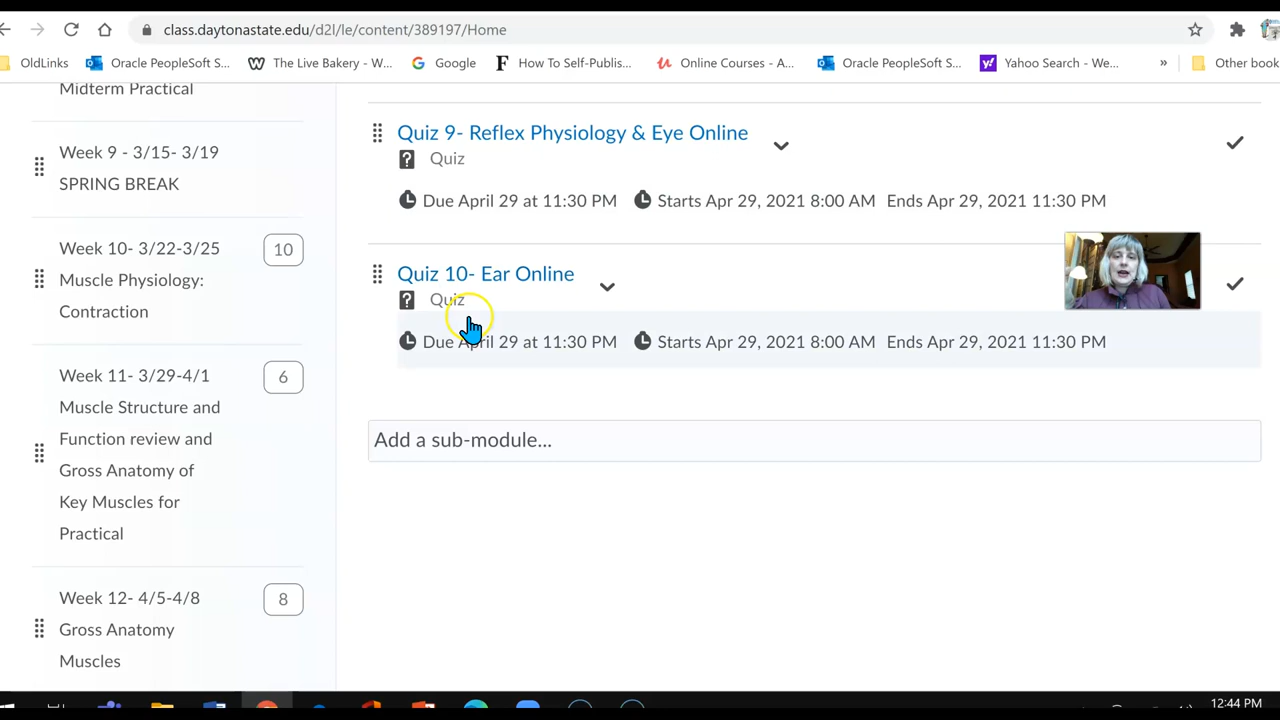 class.daytonastate.edu/d2l/le/content/389197/Home
OldLinks Oracle PeopleSoft S... The Live Bakery - W... Google How To Self-Publis... Online Courses - A... Oracle PeopleSoft S... Yahoo Search - We... » Other book
Midterm Practical
Week 9 - 3/15- 3/19
SPRING BREAK
Week 10- 3/22-3/25 10
Muscle Physiology:
Contraction
Week 11- 3/29-4/1 6
Muscle Structure and
Function review and
Gross Anatomy of
Key Muscles for
Practical
Week 12- 4/5-4/8 8
Gross Anatomy
Muscles
Quiz 9- Reflex Physiology & Eye Online
Quiz
Due April 29 at 11:30 PM Starts Apr 29, 2021 8:00 AM Ends Apr 29, 2021 11:30 PM
Quiz 10- Ear Online
Quiz
Due April 29 at 11:30 PM Starts Apr 29, 2021 8:00 AM Ends Apr 29, 2021 11:30 PM
Add a sub-module...
12:44 PM